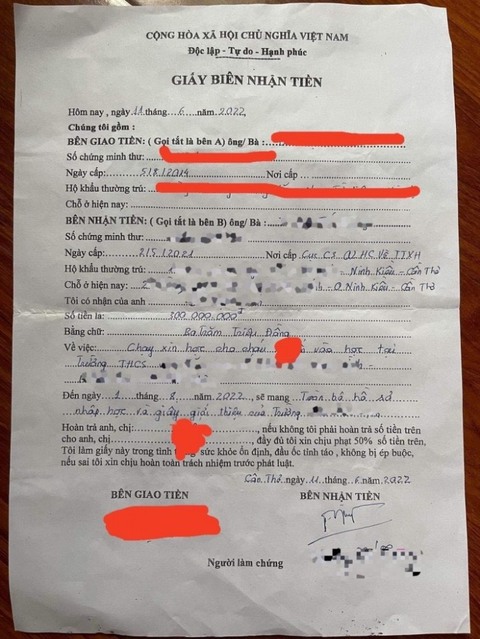 CỘNG HÒA XÃ HỘI CHỦ NGHĨA VIỆT NAM
Độc lập - Tự do - Hạnh phúc
GIẤY BIÊN NHẬN TIỀN
Hôm nay, ngày 11 tháng 6 năm 2022,
Chúng tôi gồm :
BÊN GIAO TIỀN: ( Gọi tắt là bên A) ông/ Bà :
Số chứng minh thư:
Ngày cấp: 5/8/2014 Nơi cấp
Hộ khẩu thường trú:
Chỗ ở hiện nay:
BÊN NHẬN TIỀN: ( Gọi tắt là bên B) ông/ Bà :
Số chứng minh thư:
Ngày cấp: 2/5/2021 Nơi cấp Cục CS QLHC Về TTXH
Hộ khẩu thường trú: Ninh Kiều - Cần Thơ
Chỗ ở hiện nay: Q Ninh Kiều - Cần Thơ
Tôi có nhận của anh
Số tiền là: 300.000.000đ
Bằng chữ: Ba Trăm Triệu Đồng
Về việc: Chạy xin học cho cháu vào học tại
Trường THCS
Đến ngày 1 tháng 8 năm 2022, sẽ mang Toàn bộ hồ sơ
nhập học và giấy giới thiệu của Trường
Hoàn trả anh, chị: , nếu không tôi phải hoàn trả số tiền trên
cho anh, chị: đầy đủ tôi xin chịu phạt 50% số tiền trên,
Tôi làm giấy này trong tình sức khỏe ổn định, đầu óc tỉnh táo , không bị ép buộc,
nếu sai tôi xin chịu hoàn toàn trách nhiệm trước phát luật.
Cần Thơ, ngày 11 tháng 6 năm 2022
BÊN GIAO TIỀN BÊN NHẬN TIỀN
Người làm chứng